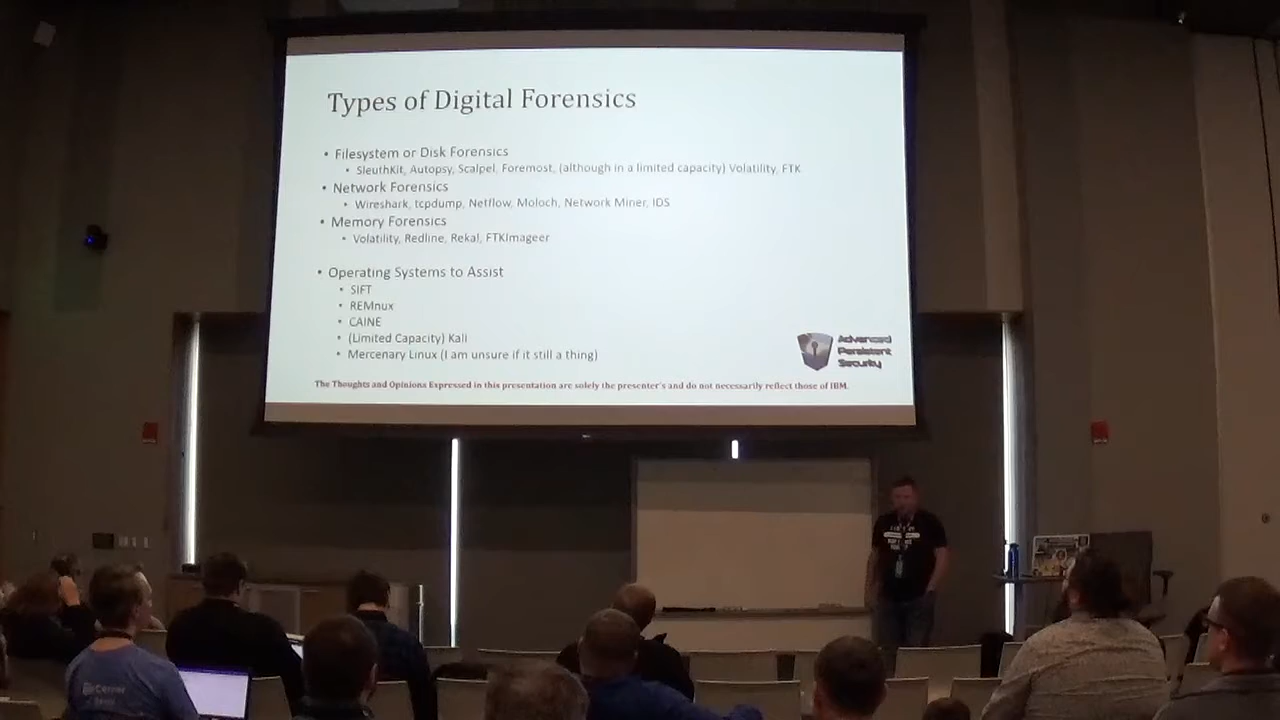 Types of Digital Forensics
• Filesystem or Disk Forensics
• SleuthKit, Autopsy, Scalpel, Foremost, (although in a limited capacity) Volatility, FTK
• Network Forensics
• Wireshark, tcpdump, Netflow, Moloch, Network Miner, IDS
• Memory Forensics
• Volatility, Redline, Rekal, FTKImageer
• Operating Systems to Assist
• SIFT
• REMnux
• CAINE
• (Limited Capacity) Kali
• Mercenary Linux (I am unsure if it still a thing)
Advanced
Persistent
Security
The Thoughts and Opinions Expressed in this presentation are solely the presenter's and do not necessarily reflect those of IBM.